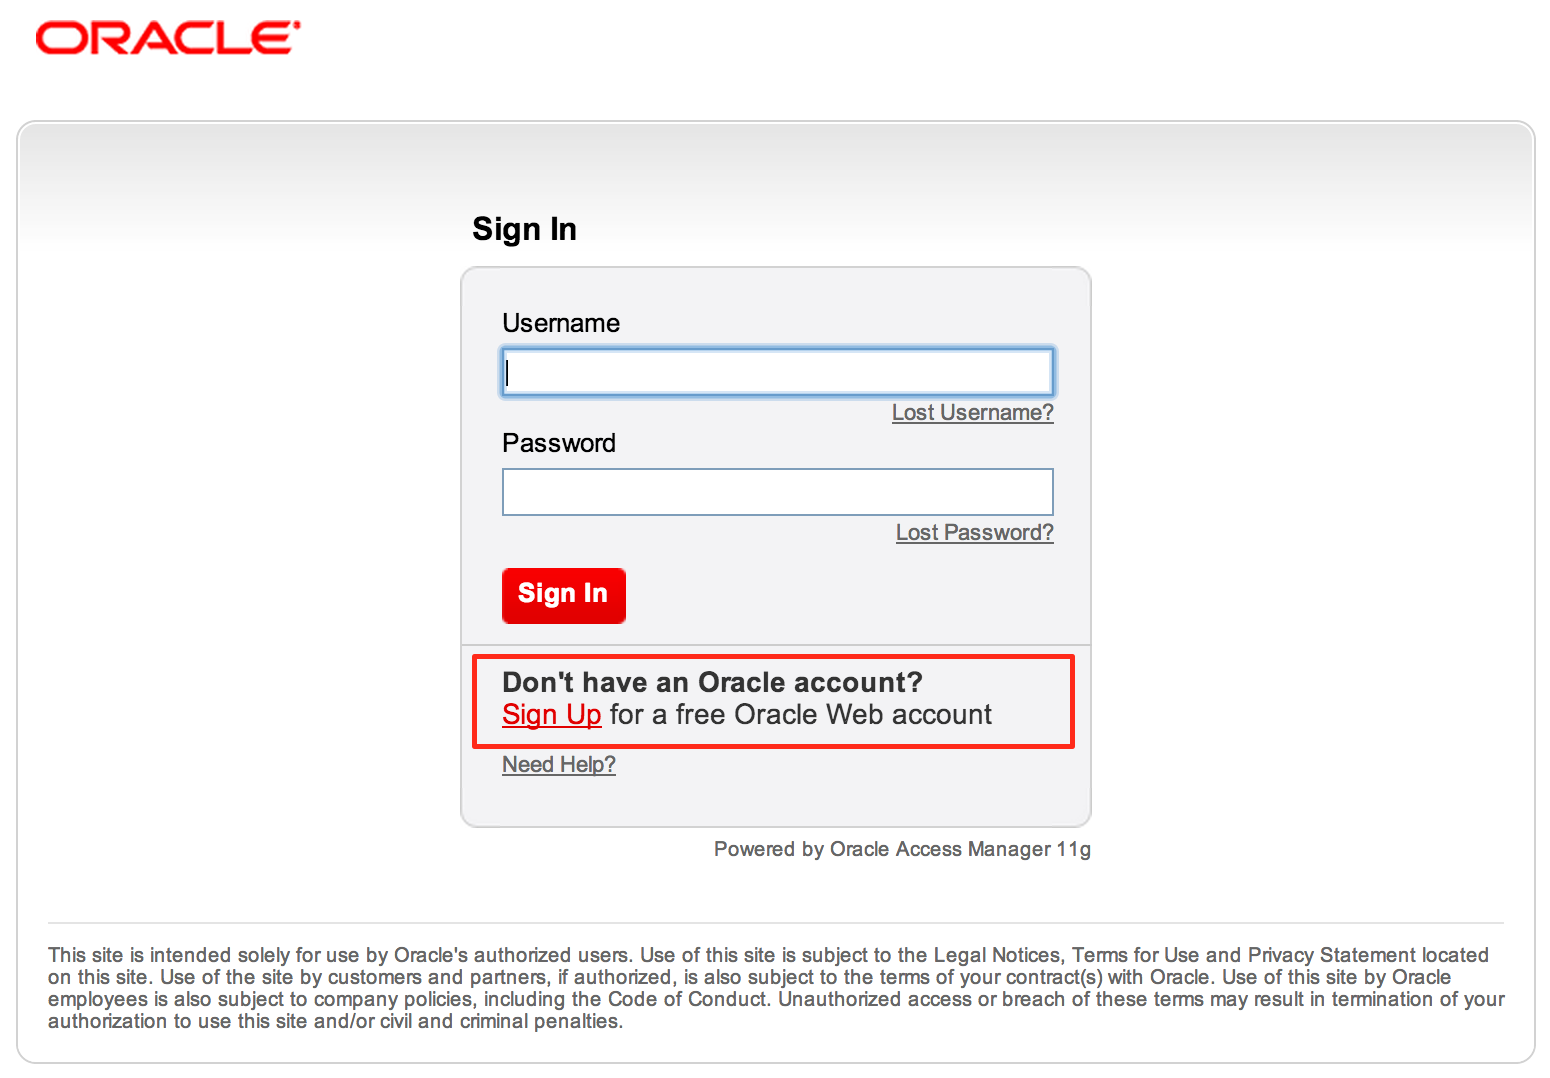 ORACLE
Sign In
Username
Lost Username?
Password
Lost Password?
Sign In
Don't have an Oracle account?
Sign Up for a free Oracle Web account
Need Help?
Powered by Oracle Access Manager 11g
This site is intended solely for use by Oracle's authorized users. Use of this site is subject to the Legal Notices, Terms for Use and Privacy Statement located
on this site. Use of the site by customers and partners, if authorized, is also subject to the terms of your contract(s) with Oracle. Use of this site by Oracle
employees is also subject to company policies, including the Code of Conduct. Unauthorized access or breach of these terms may result in termination of your
authorization to use this site and/or civil and criminal penalties.